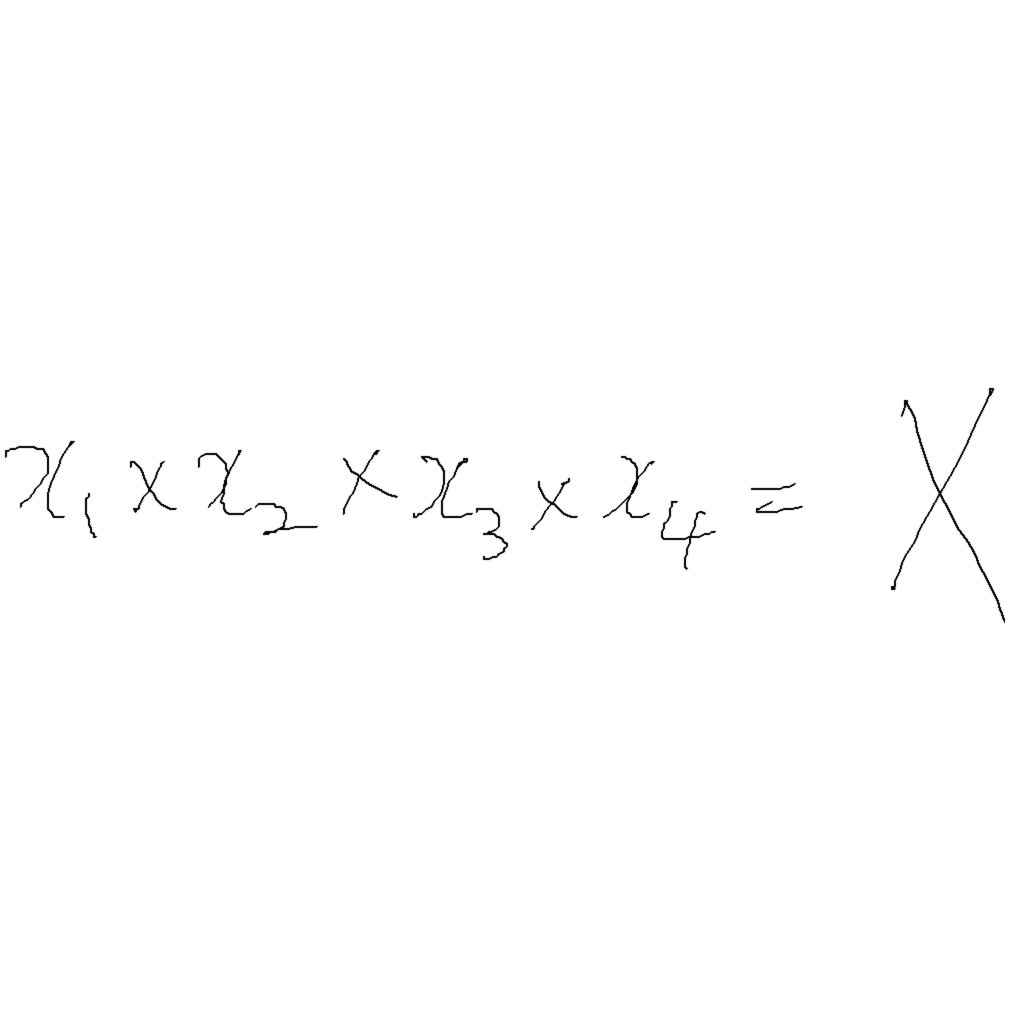 x₁ × x₂ × x₃ × x₄ = X